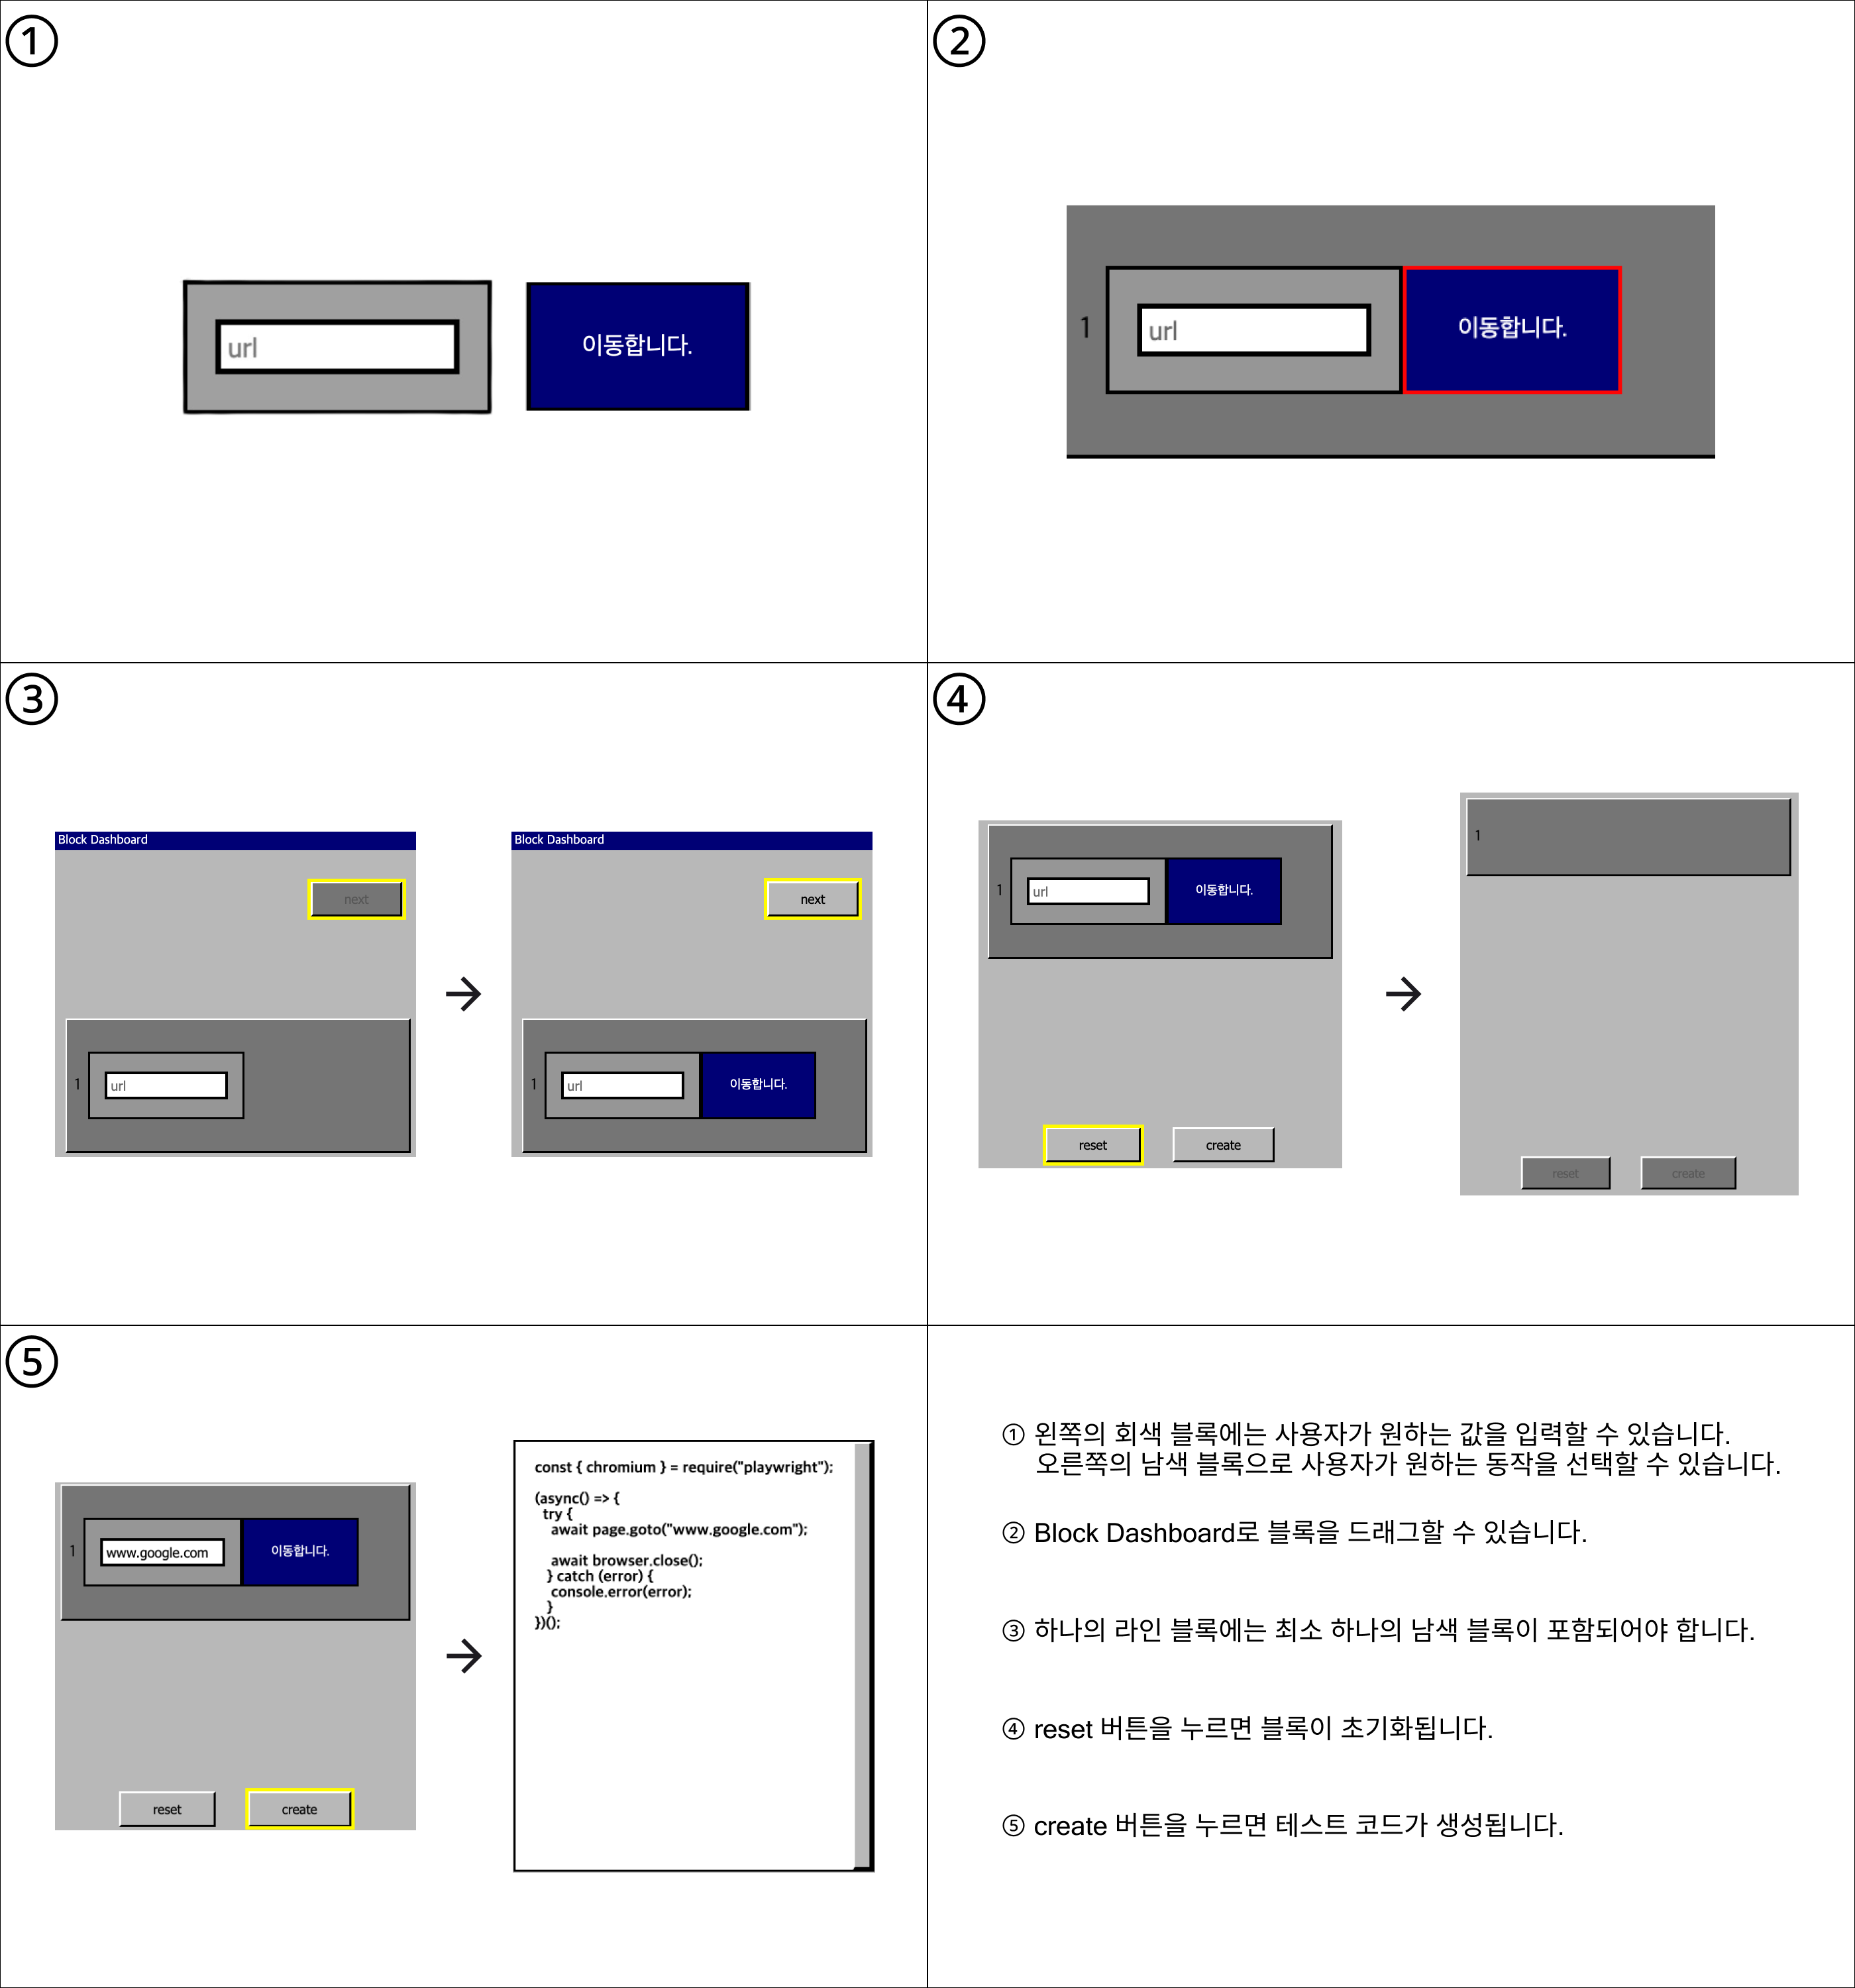 ①
url
이동합니다.
②
1
url
이동합니다.
③
Block Dashboard
next
1
url
→
Block Dashboard
next
1
url
이동합니다.
④
1
url
이동합니다.
reset
create
→
1
reset
create
⑤
1
www.google.com
이동합니다.
reset
create
→
const { chromium } = require("playwright");
(async() => {
try {
await page.goto("www.google.com");
await browser.close();
} catch (error) {
console.error(error);
}
})();
① 왼쪽의 회색 블록에는 사용자가 원하는 값을 입력할 수 있습니다.
오른쪽의 남색 블록으로 사용자가 원하는 동작을 선택할 수 있습니다.
② Block Dashboard로 블록을 드래그할 수 있습니다.
③ 하나의 라인 블록에는 최소 하나의 남색 블록이 포함되어야 합니다.
④ reset 버튼을 누르면 블록이 초기화됩니다.
⑤ create 버튼을 누르면 테스트 코드가 생성됩니다.